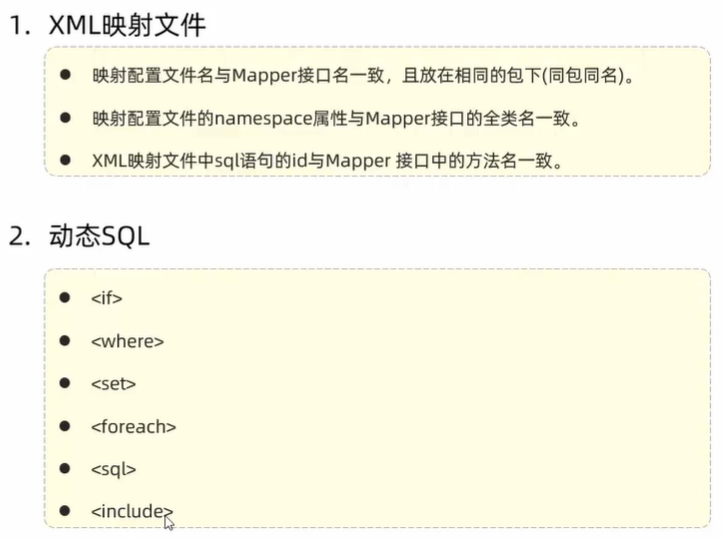 1. XML映射文件
● 映射配置文件名与Mapper接口名一致，且放在相同的包下(同包同名)。
● 映射配置文件的namespace属性与Mapper接口的全类名一致。
● XML映射文件中sql语句的id与Mapper 接口中的方法名一致。
2. 动态SQL
● <if>
● <where>
● <set>
● <foreach>
● <sql>
● <include>